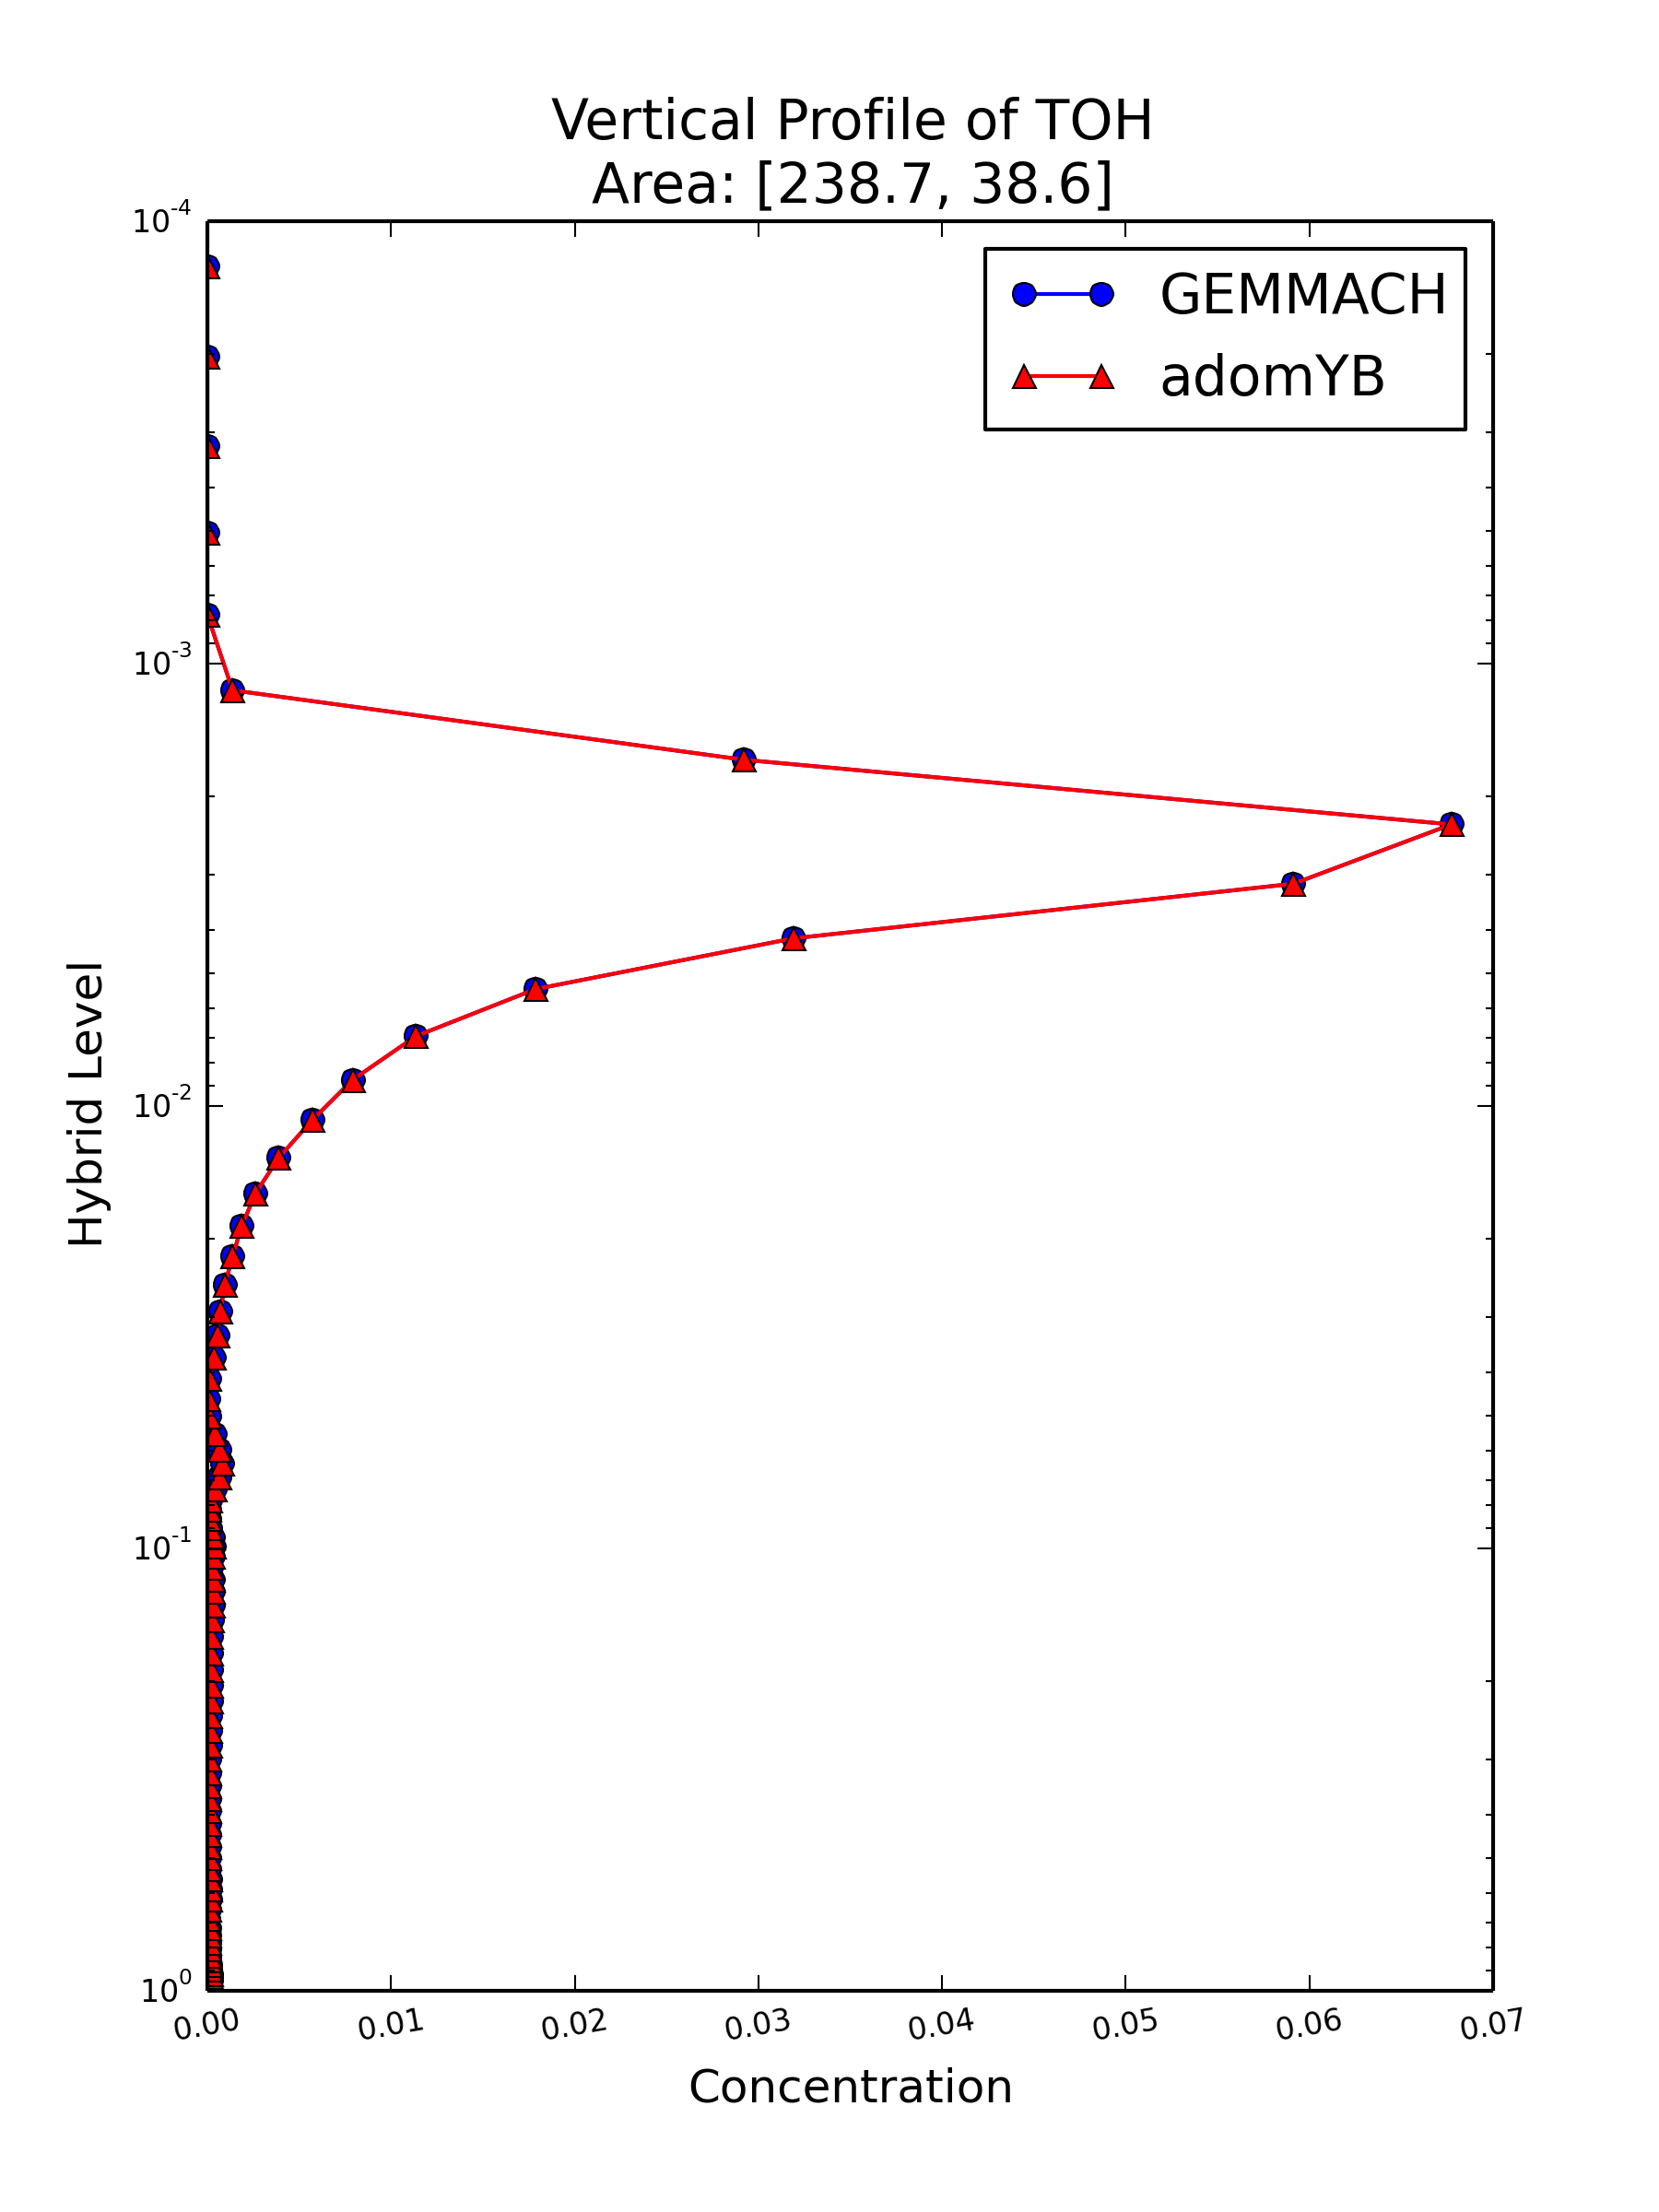 Vertical Profile of TOH
Area: [238.7, 38.6]
GEMMACH
adomYB
Hybrid Level
10^-4
10^-3
10^-2
10^-1
10^0
0.00 0.01 0.02 0.03 0.04 0.05 0.06 0.07
Concentration